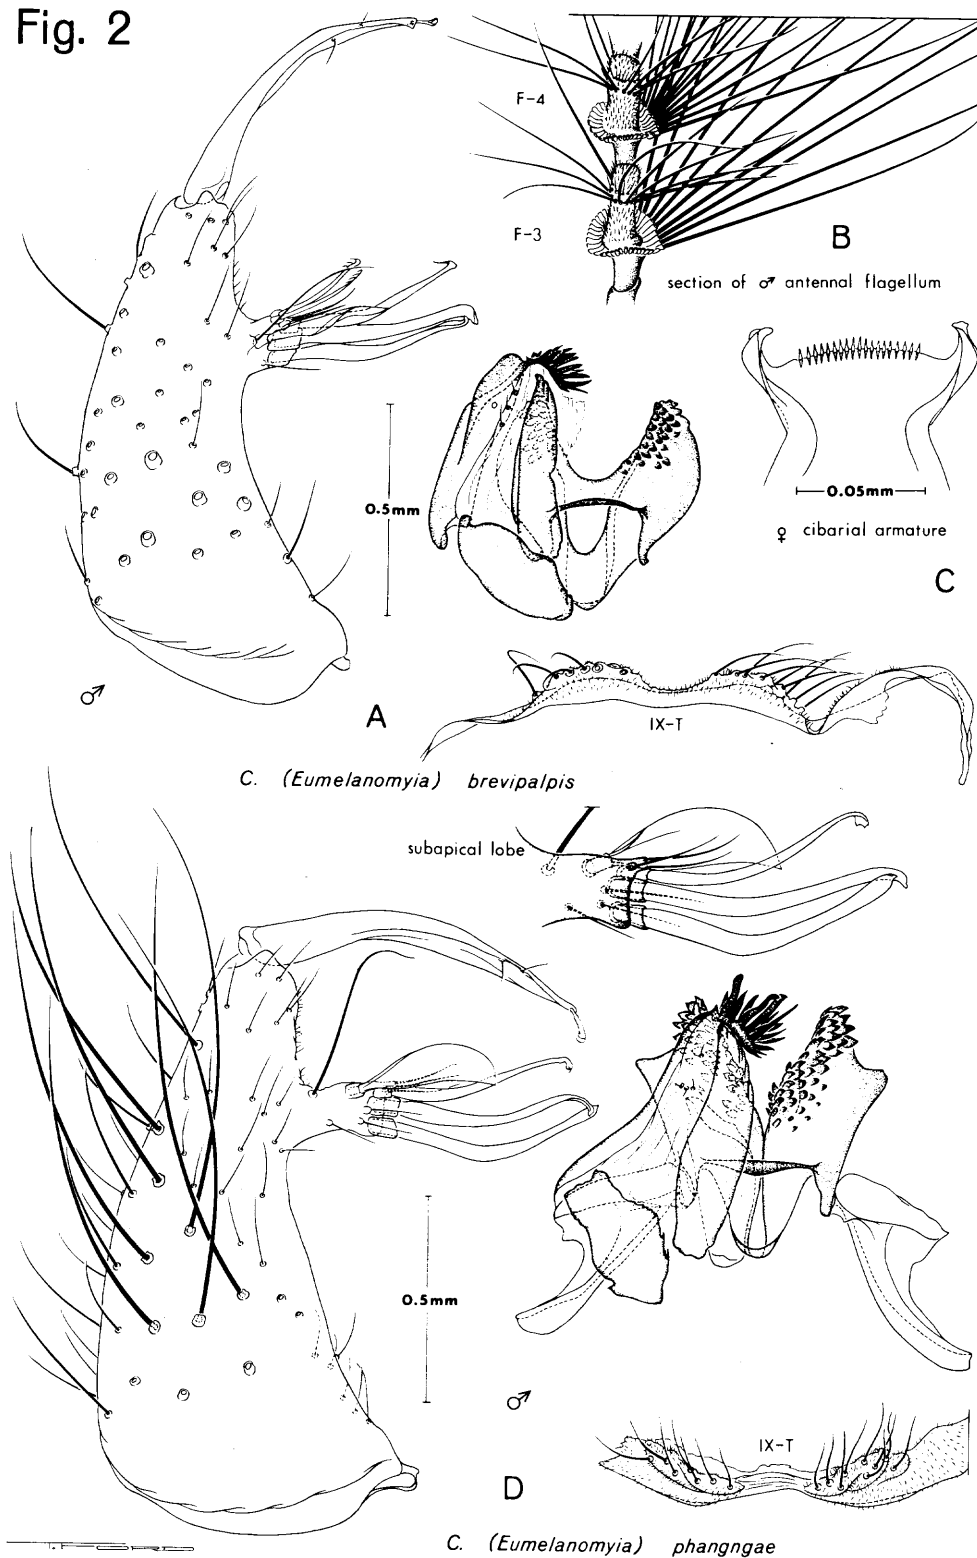 Fig. 2
F-4
F-3
B
section of ♂ antennal flagellum
0.5mm
0.05mm
♀ cibarial armature
C
♂
A
IX-T
C. (Eumelanomyia) brevipalpis
subapical lobe
0.5mm
♂
IX-T
D
C. (Eumelanomyia) phangngae